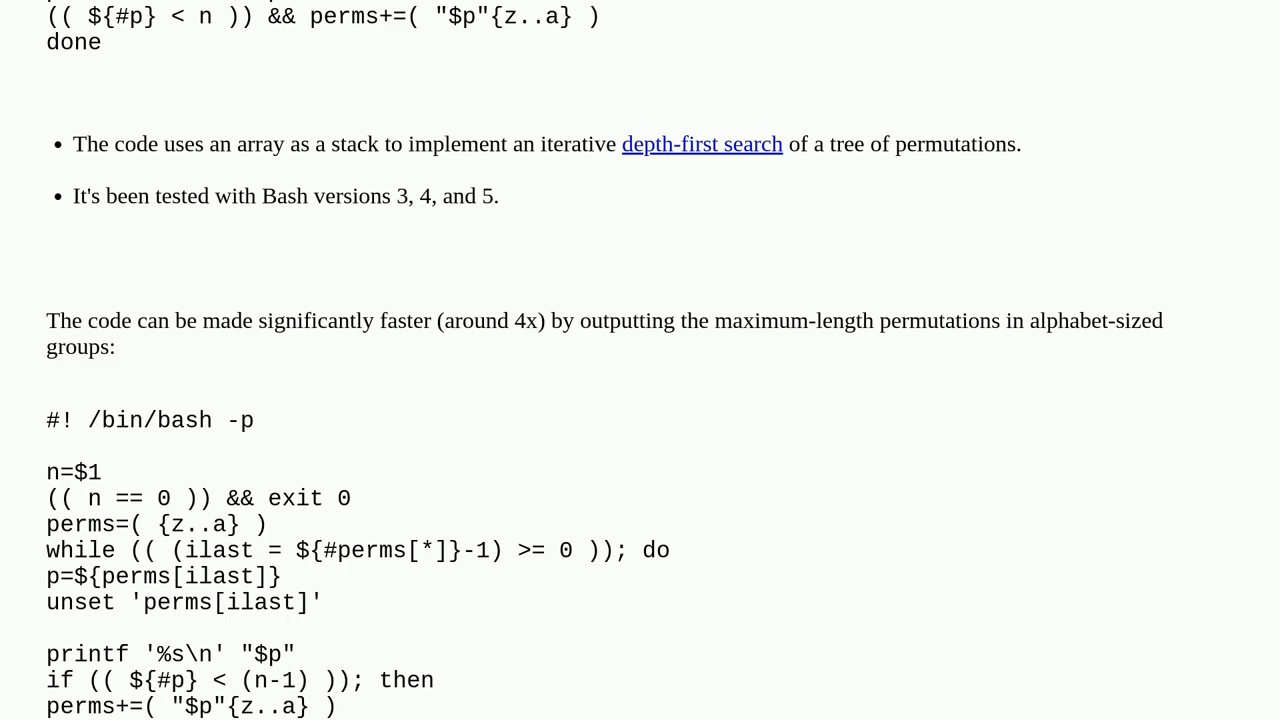 (( ${#p} < n )) && perms+=( "$p"{z..a} )
done
• The code uses an array as a stack to implement an iterative depth-first search of a tree of permutations.
• It's been tested with Bash versions 3, 4, and 5.
The code can be made significantly faster (around 4x) by outputting the maximum-length permutations in alphabet-sized
groups:
#! /bin/bash -p
n=$1
(( n == 0 )) && exit 0
perms=( {z..a} )
while (( (ilast = ${#perms[*]}-1) >= 0 )); do
p=${perms[ilast]}
unset 'perms[ilast]'
printf '%s\n' "$p"
if (( ${#p} < (n-1) )); then
perms+=( "$p"{z..a} )